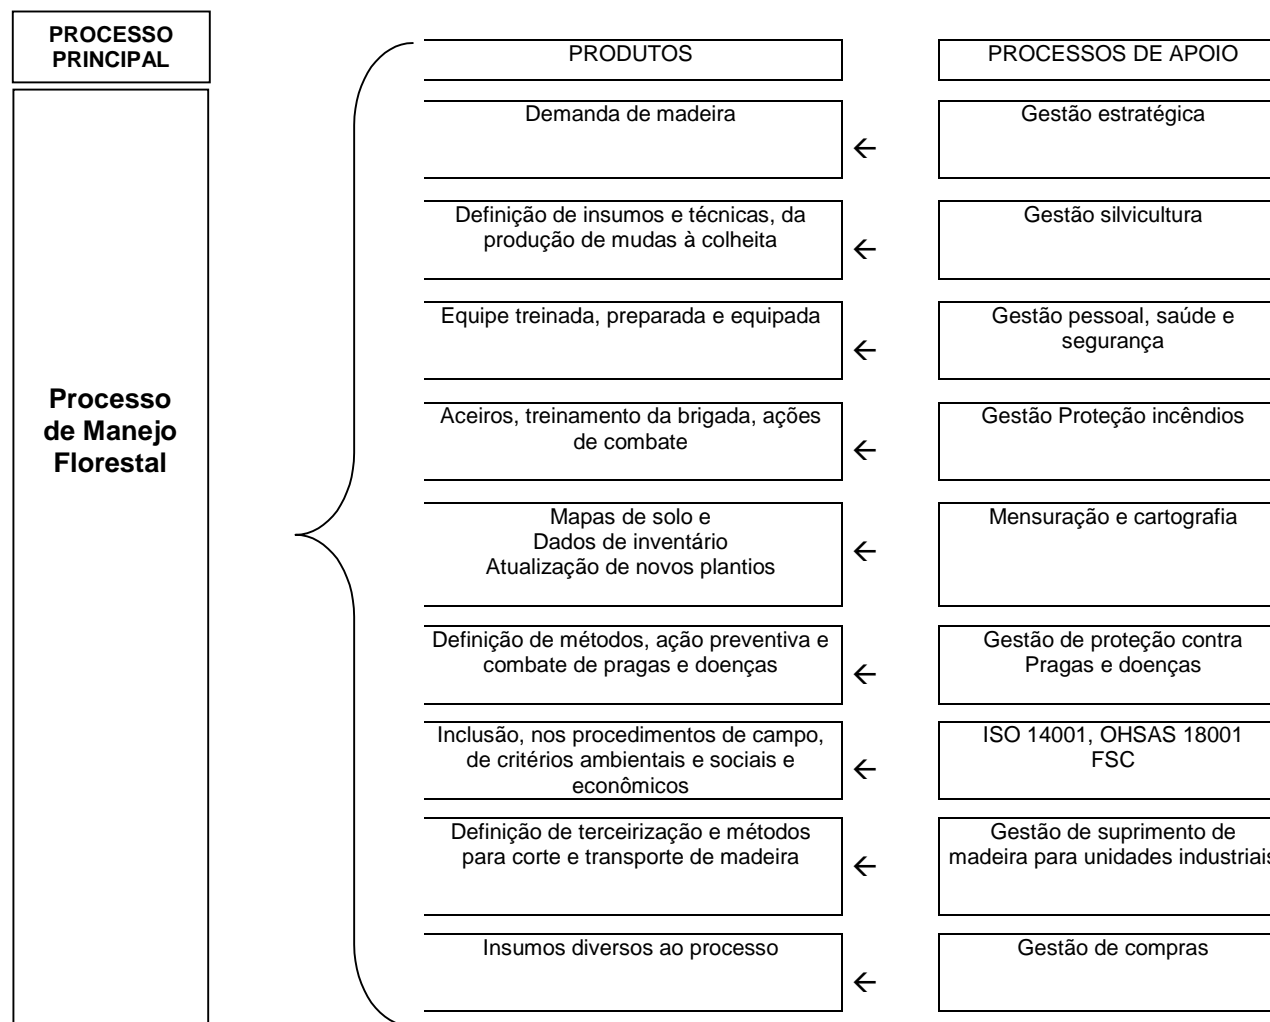 PROCESSO
PRINCIPAL
PRODUTOS
PROCESSOS DE APOIO
Processo
de Manejo
Florestal
Demanda de madeira
←
Gestão estratégica
Definição de insumos e técnicas, da
produção de mudas à colheita
←
Gestão silvicultura
Equipe treinada, preparada e equipada
←
Gestão pessoal, saúde e
segurança
Aceiros, treinamento da brigada, ações
de combate
←
Gestão Proteção incêndios
Mapas de solo e
Dados de inventário
Atualização de novos plantios
←
Mensuração e cartografia
Definição de métodos, ação preventiva e
combate de pragas e doenças
←
Gestão de proteção contra
Pragas e doenças
Inclusão, nos procedimentos de campo,
de critérios ambientais e sociais e
econômicos
←
ISO 14001, OHSAS 18001
FSC
Definição de terceirização e métodos
para corte e transporte de madeira
←
Gestão de suprimento de
madeira para unidades industriais
Insumos diversos ao processo
←
Gestão de compras